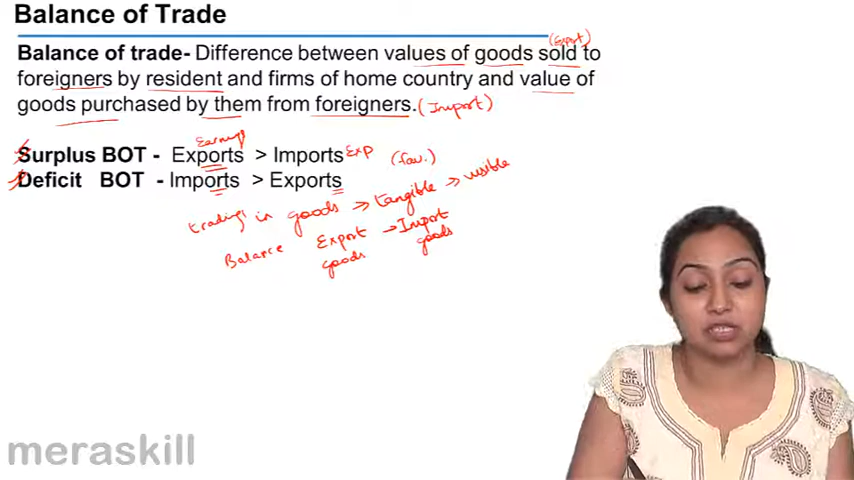 Balance of Trade
(Export)
Balance of trade- Difference between values of goods sold to
foreigners by resident and firms of home country and value of
goods purchased by them from foreigners. (Import)
Earnings
Surplus BOT - Exports > Imports Exp (fav.)
Deficit BOT - Imports > Exports
trading in goods >> tangible >> visible
Balance Export goods → Import goods
meraskill